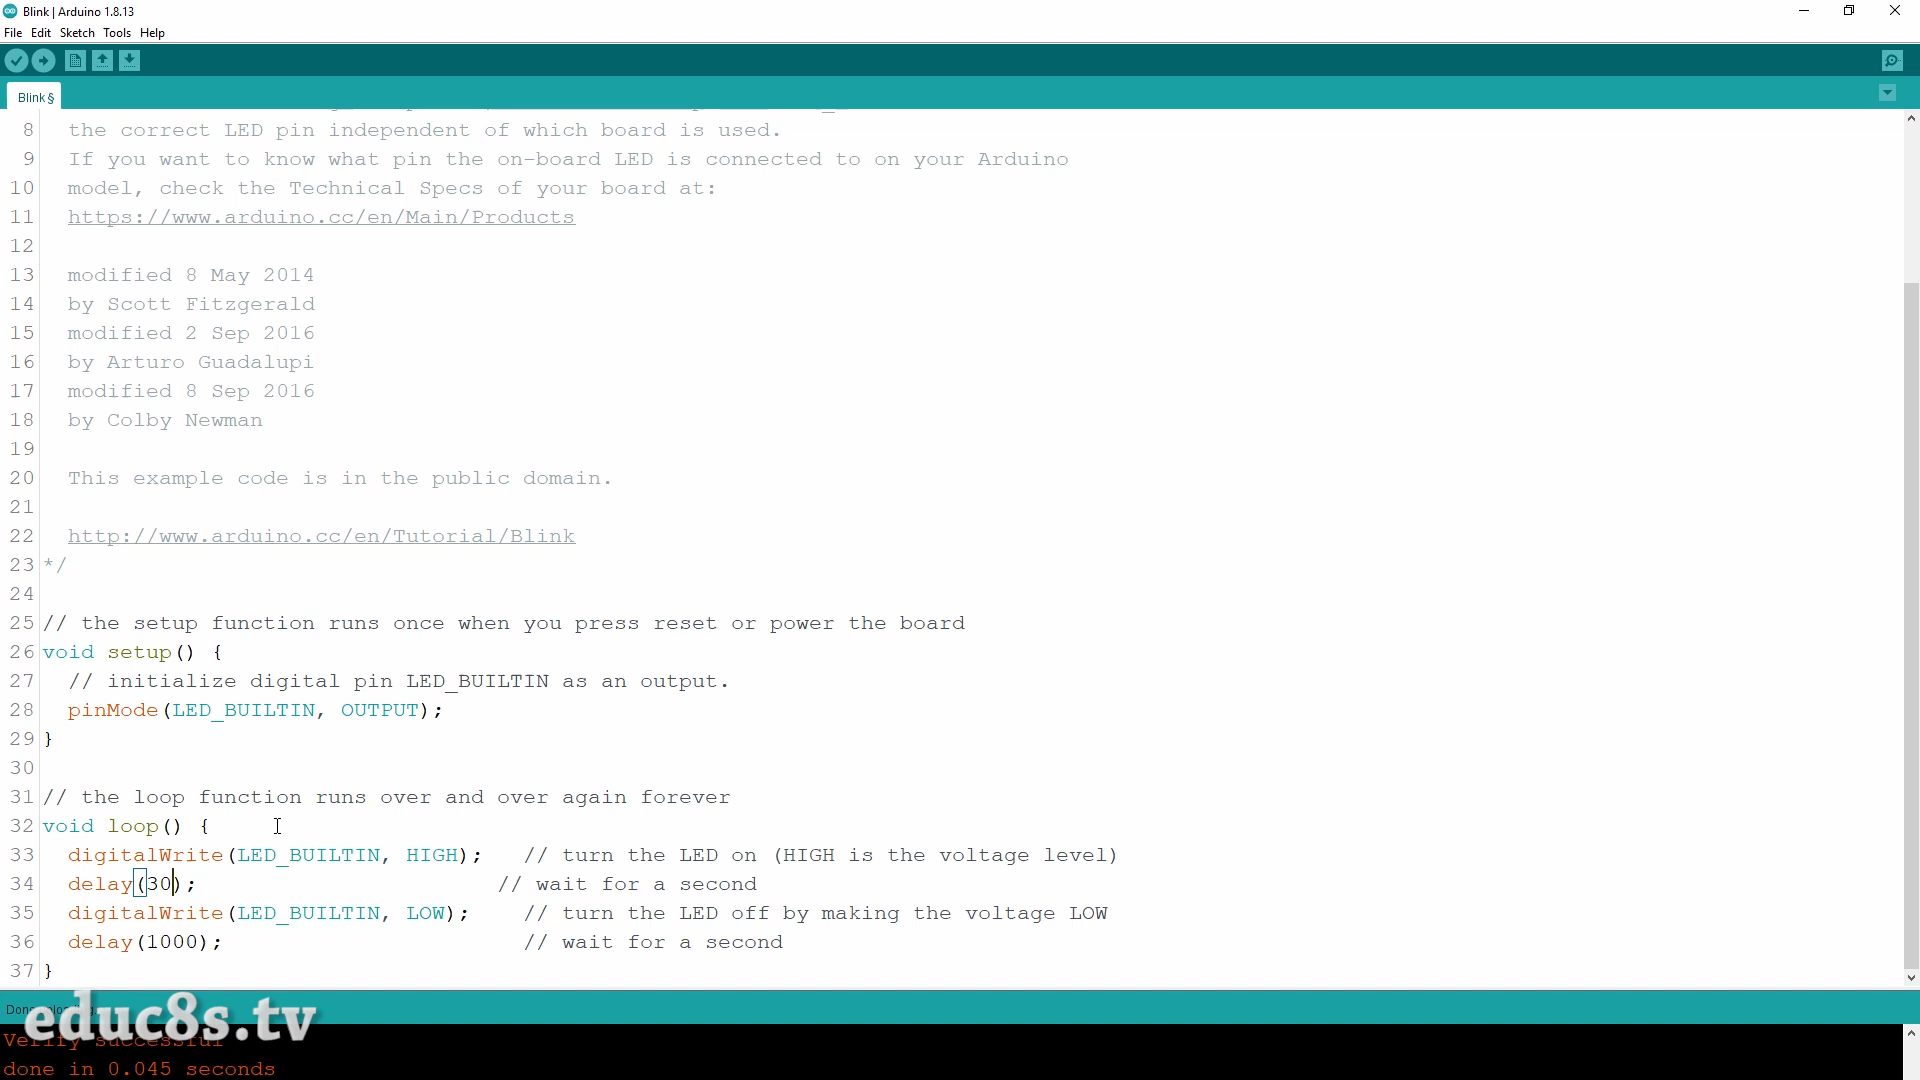 Blink | Arduino 1.8.13
File Edit Sketch Tools Help
Blink §
8 the correct LED pin independent of which board is used.
9 If you want to know what pin the on-board LED is connected to on your Arduino
10 model, check the Technical Specs of your board at:
11 https://www.arduino.cc/en/Main/Products
12
13 modified 8 May 2014
14 by Scott Fitzgerald
15 modified 2 Sep 2016
16 by Arturo Guadalupi
17 modified 8 Sep 2016
18 by Colby Newman
19
20 This example code is in the public domain.
21
22 http://www.arduino.cc/en/Tutorial/Blink
23 */
24
25 // the setup function runs once when you press reset or power the board
26 void setup() {
27 // initialize digital pin LED_BUILTIN as an output.
28 pinMode(LED_BUILTIN, OUTPUT);
29 }
30
31 // the loop function runs over and over again forever
32 void loop() {
33 digitalWrite(LED_BUILTIN, HIGH); // turn the LED on (HIGH is the voltage level)
34 delay(30); // wait for a second
35 digitalWrite(LED_BUILTIN, LOW); // turn the LED off by making the voltage LOW
36 delay(1000); // wait for a second
37 }
educ8s.tv
Verify successful
done in 0.045 seconds